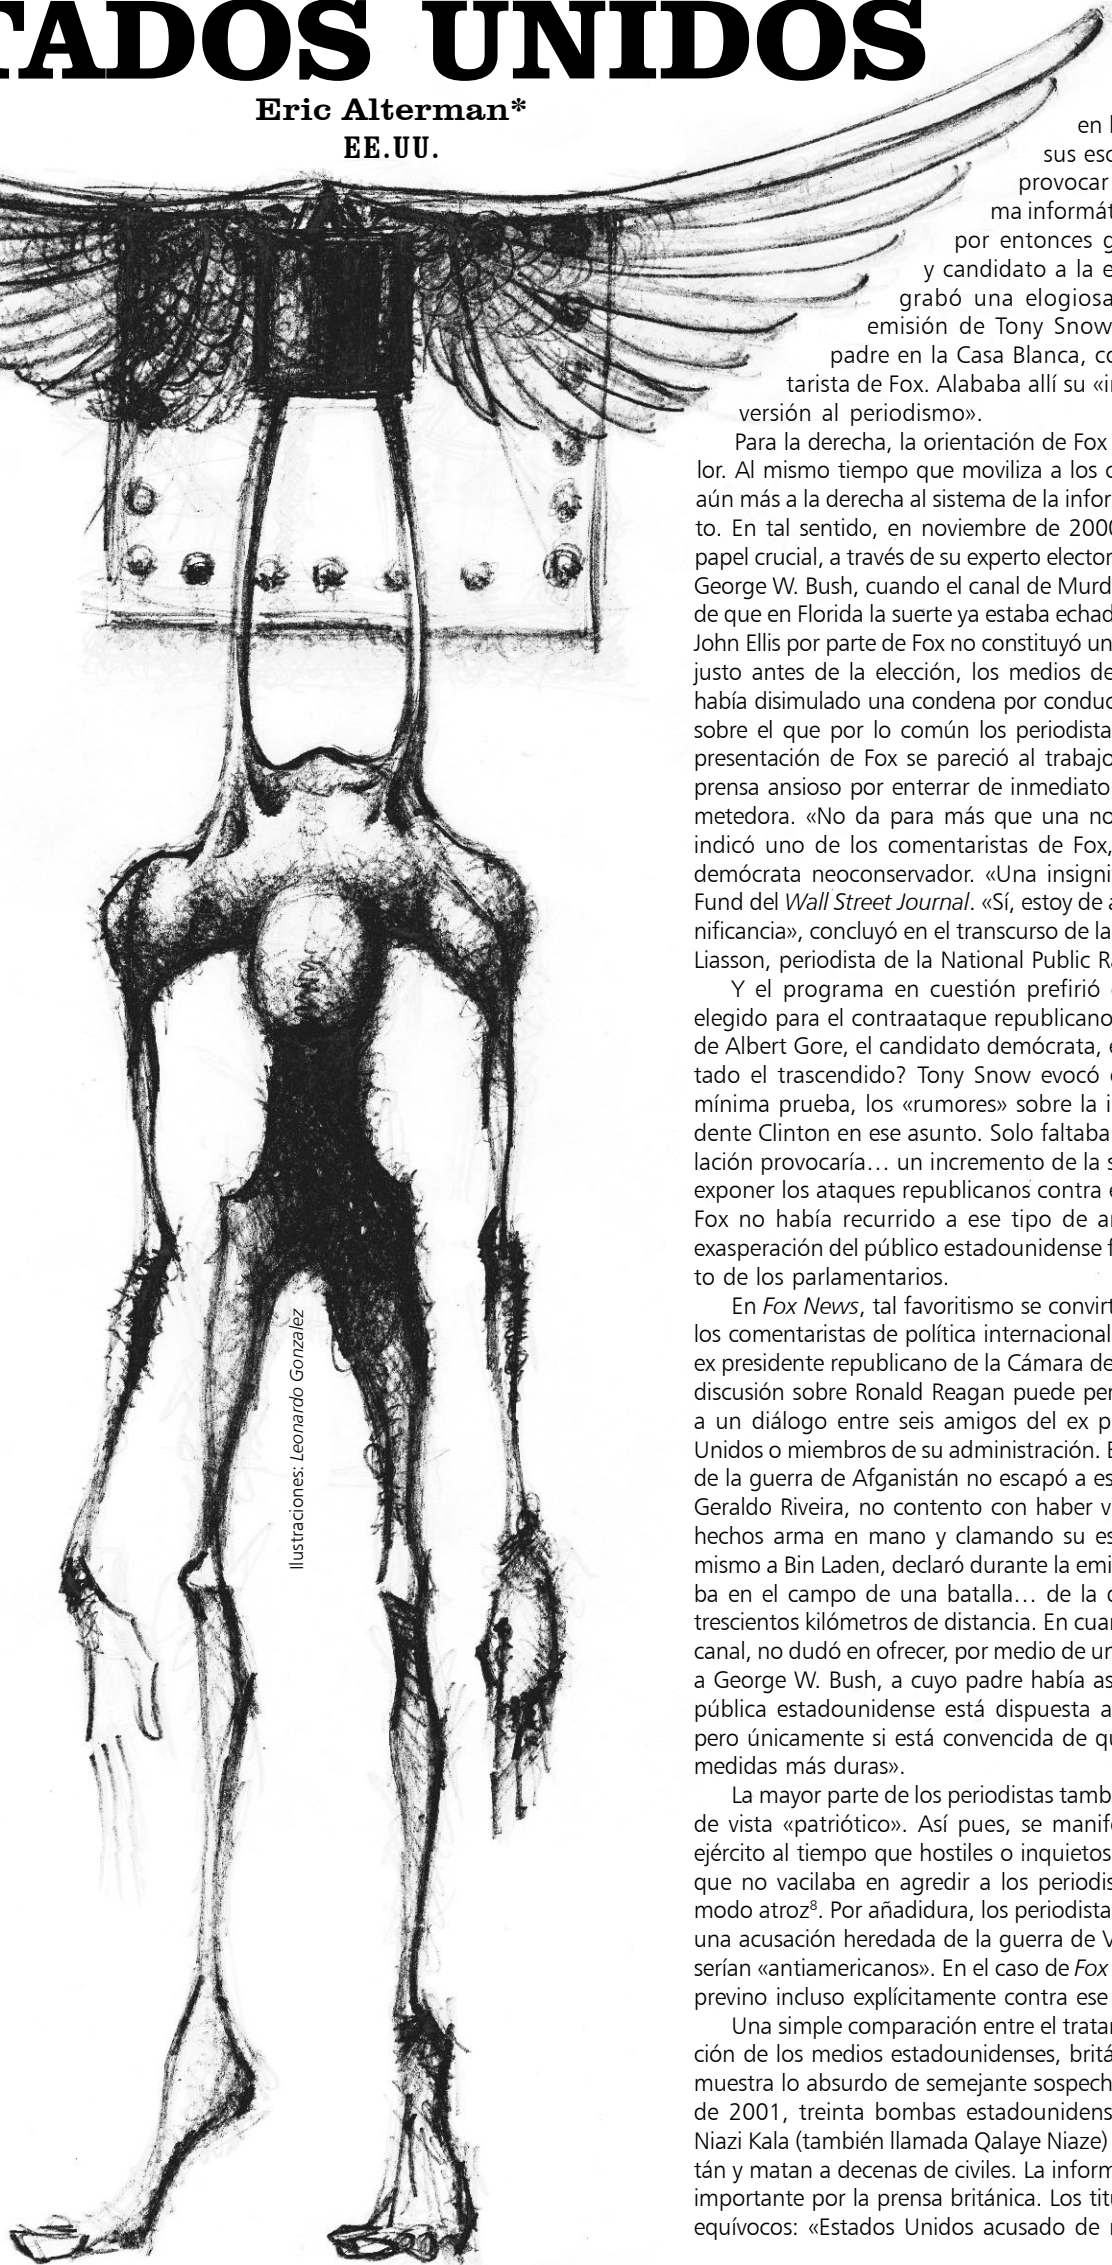 TADOS UNIDOS
Eric Alterman*
EE.UU.
en
sus esc
provocar
ma informát
por entonces g
y candidato a la e
grabó una elogiosa
emisión de Tony Snow
padre en la Casa Blanca, co
tarista de Fox. Alababa allí su «in
versión al periodismo».
Para la derecha, la orientación de Fox
lor. Al mismo tiempo que moviliza a los c
aún más a la derecha al sistema de la infor
to. En tal sentido, en noviembre de 2000
papel crucial, a través de su experto elector
George W. Bush, cuando el canal de Murd
de que en Florida la suerte ya estaba echad
John Ellis por parte de Fox no constituyó un
justo antes de la elección, los medios de
había disimulado una condena por conduc
sobre el que por lo común los periodista
presentación de Fox se pareció al trabajo
prensa ansioso por enterrar de inmediato
metedora. «No da para más que una no
indicó uno de los comentaristas de Fox,
demócrata neoconservador. «Una insigni
Fund del Wall Street Journal. «Sí, estoy de a
nificancia», concluyó en el transcurso de la
Liasson, periodista de la National Public Ra
Y el programa en cuestión prefirió
elegido para el contraataque republicano
de Albert Gore, el candidato demócrata, e
tado el trascendido? Tony Snow evocó
mínima prueba, los «rumores» sobre la i
dente Clinton en ese asunto. Solo faltaba
lación provocaría… un incremento de la s
exponer los ataques republicanos contra e
Fox no había recurrido a ese tipo de ar
exasperación del público estadounidense f
to de los parlamentarios.
En Fox News, tal favoritismo se convirt
los comentaristas de política internacional
ex presidente republicano de la Cámara de
discusión sobre Ronald Reagan puede per
a un diálogo entre seis amigos del ex p
Unidos o miembros de su administración. E
de la guerra de Afganistán no escapó a es
Geraldo Riveira, no contento con haber v
hechos arma en mano y clamando su es
mismo a Bin Laden, declaró durante la emi
ba en el campo de una batalla… de la
trescientos kilómetros de distancia. En cuan
canal, no dudó en ofrecer, por medio de un
a George W. Bush, a cuyo padre había as
pública estadounidense está dispuesta a
pero únicamente si está convencida de qu
medidas más duras».
La mayor parte de los periodistas tamb
de vista «patriótico». Así pues, se manife
ejército al tiempo que hostiles o inquietos
que no vacilaba en agredir a los periodis
modo atroz⁸. Por añadidura, los periodista
una acusación heredada de la guerra de V
serían «antiamericanos». En el caso de Fox
previno incluso explícitamente contra ese
Una simple comparación entre el tratar
ción de los medios estadounidenses, britá
muestra lo absurdo de semejante sospech
de 2001, treinta bombas estadounidens
Niazi Kala (también llamada Qalaye Niaze)
tán y matan a decenas de civiles. La inform
importante por la prensa británica. Los titu
equívocos: «Estados Unidos acusado de
Ilustraciones: Leonardo Gonzalez